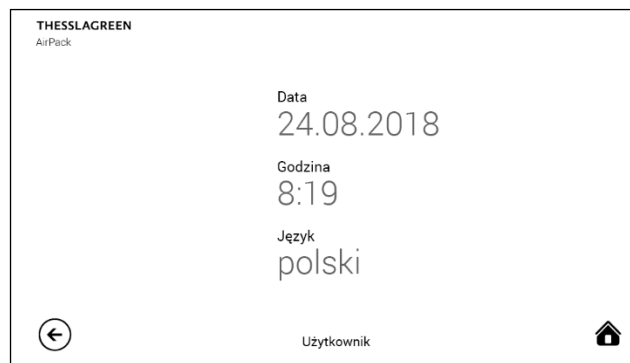 THESSLAGREEN
AirPack
Data
24.08.2018
Godzina
8:19
Język
polski
Użytkownik